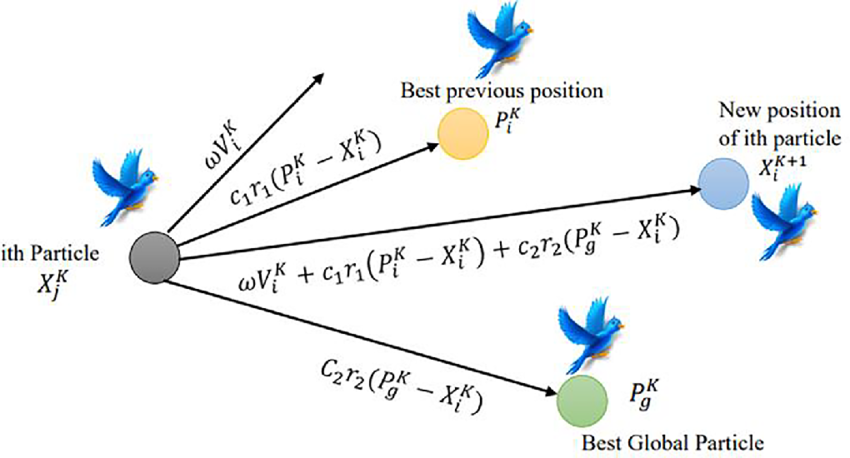 Best previous position
P_i^K
New position
of ith particle
X_i^{K+1}
ωV_i^K
c_1r_1(P_i^K − X_i^K)
ith Particle
X_j^K
ωV_i^K + c_1r_1(P_i^K − X_i^K) + c_2r_2(P_g^K − X_i^K)
C_2r_2(P_g^K − X_i^K)
P_g^K
Best Global Particle